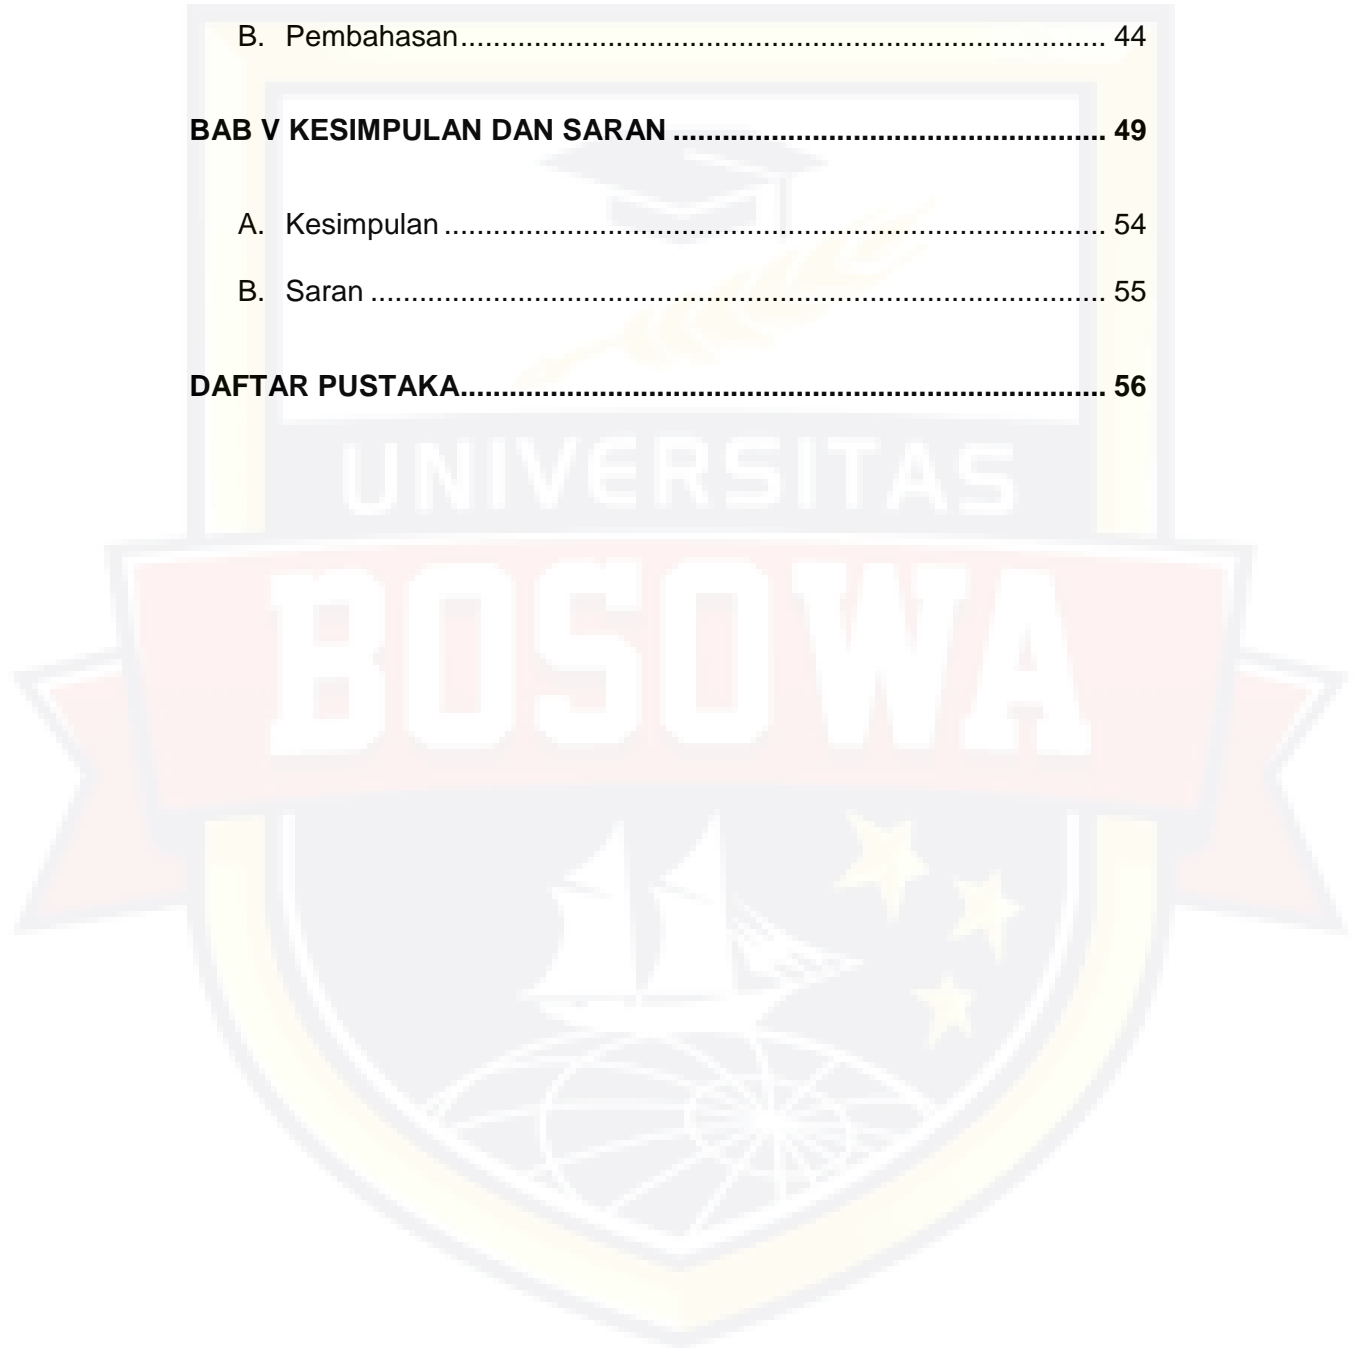 B. Pembahasan................................................................................ 44
BAB V KESIMPULAN DAN SARAN ..................................................... 49
A. Kesimpulan ................................................................................. 54
B. Saran .......................................................................................... 55
DAFTAR PUSTAKA............................................................................... 56
UNIVERSITAS
BOSOWA